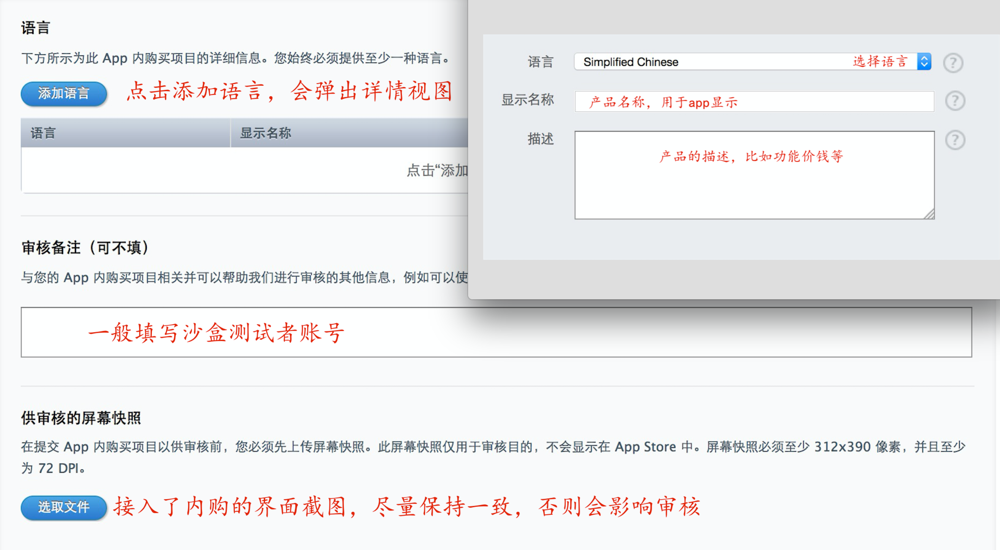 语言
下方所示为此 App 内购买项目的详细信息。您始终必须提供至少一种语言。
添加语言 点击添加语言，会弹出详情视图
语言 显示名称
点击“添加
语言 Simplified Chinese 选择语言 ?
显示名称 产品名称，用于app显示 ?
描述 ?
产品的描述，比如功能价钱等
审核备注（可不填）
与您的 App 内购买项目相关并可以帮助我们进行审核的其他信息，例如可以使
一般填写沙盒测试者账号
供审核的屏幕快照
在提交 App 内购买项目以供审核前，您必须先上传屏幕快照。此屏幕快照仅用于审核目的，不会显示在 App Store 中。屏幕快照必须至少 312x390 像素，并且至少
为 72 DPI。
选取文件 接入了内购的界面截图，尽量保持一致，否则会影响审核